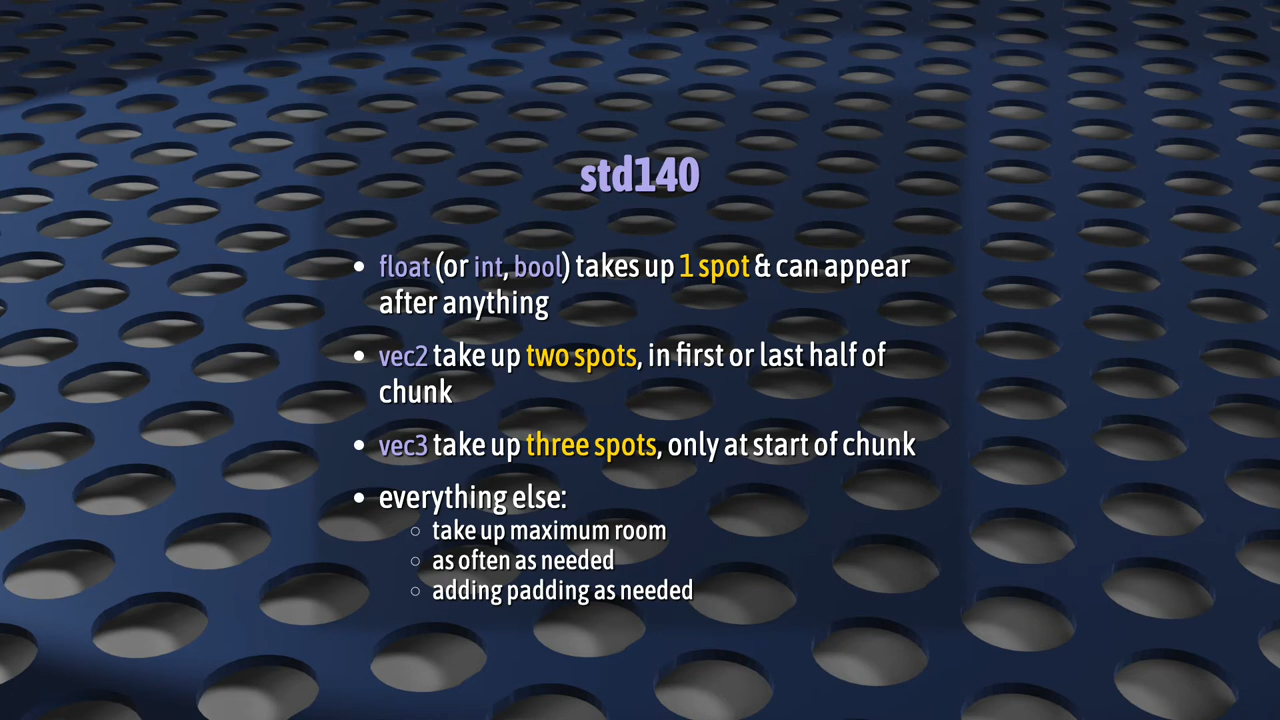 std140
• float (or int, bool) takes up 1 spot & can appear
after anything
• vec2 take up two spots, in first or last half of
chunk
• vec3 take up three spots, only at start of chunk
• everything else:
○ take up maximum room
○ as often as needed
○ adding padding as needed